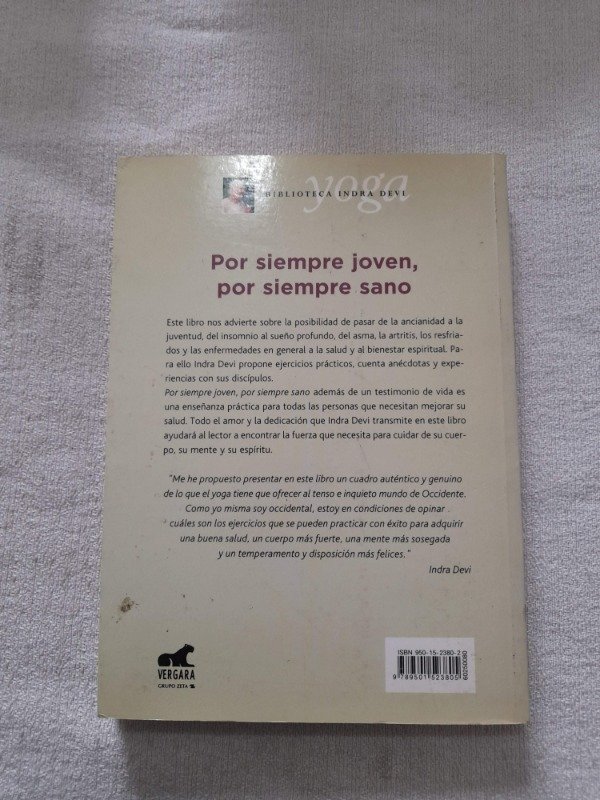 yoga
BIBLIOTECA INDRA DEVI
Por siempre joven,
por siempre sano
Este libro nos advierte sobre la posibilidad de pasar de la ancianidad a la
juventud, del insomnio al sueño profundo, del asma, la artritis, los resfria-
dos y las enfermedades en general a la salud y al bienestar espiritual. Pa-
ra ello Indra Devi propone ejercicios prácticos, cuenta anécdotas y expe-
riencias con sus discípulos.
Por siempre joven, por siempre sano además de un testimonio de vida es
una enseñanza práctica para todas las personas que necesitan mejorar su
salud. Todo el amor y la dedicación que Indra Devi transmite en este libro
ayudará al lector a encontrar la fuerza que necesita para cuidar de su cuer-
po, su mente y su espíritu.
"Me he propuesto presentar en este libro un cuadro auténtico y genuino
de lo que el yoga tiene que ofrecer al tenso e inquieto mundo de Occidente.
Como yo misma soy occidental, estoy en condiciones de opinar
cuáles son los ejercicios que se pueden practicar con éxito para adquirir
una buena salud, un cuerpo más fuerte, una mente más sosegada
y un temperamento y disposición más felices."
Indra Devi
VERGARA
GRUPO ZETA
ISBN 950-15-2380-2
9 789501 523805
60250080